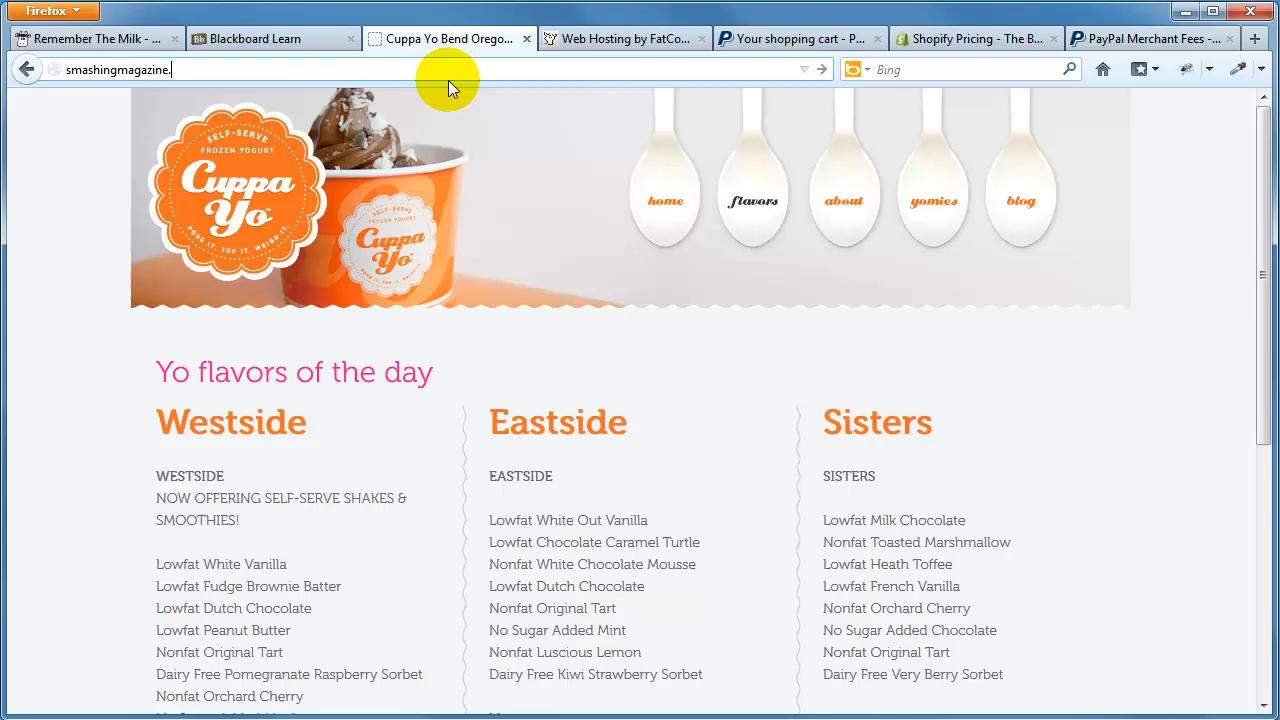 Firefox
Remember The Milk - ...
Blackboard Learn
Cuppa Yo Bend Orego...
Web Hosting by FatCo...
Your shopping cart - P...
Shopify Pricing - The B...
PayPal Merchant Fees - ...
smashingmagazine.
Bing
SELF-SERVE
FROZEN YOGURT
Cuppa
Yo
POUR IT. TOP IT. WEIGH IT.
Cuppa
Yo
home
flavors
about
yomies
blog
Yo flavors of the day
Westside
WESTSIDE
NOW OFFERING SELF-SERVE SHAKES &
SMOOTHIES!
Lowfat White Vanilla
Lowfat Fudge Brownie Batter
Lowfat Dutch Chocolate
Lowfat Peanut Butter
Nonfat Original Tart
Dairy Free Pomegranate Raspberry Sorbet
Nonfat Orchard Cherry
Eastside
EASTSIDE
Lowfat White Out Vanilla
Lowfat Chocolate Caramel Turtle
Nonfat White Chocolate Mousse
Lowfat Dutch Chocolate
Nonfat Original Tart
No Sugar Added Mint
Nonfat Luscious Lemon
Dairy Free Kiwi Strawberry Sorbet
Sisters
SISTERS
Lowfat Milk Chocolate
Nonfat Toasted Marshmallow
Lowfat Heath Toffee
Lowfat French Vanilla
Nonfat Orchard Cherry
No Sugar Added Chocolate
Nonfat Original Tart
Dairy Free Very Berry Sorbet